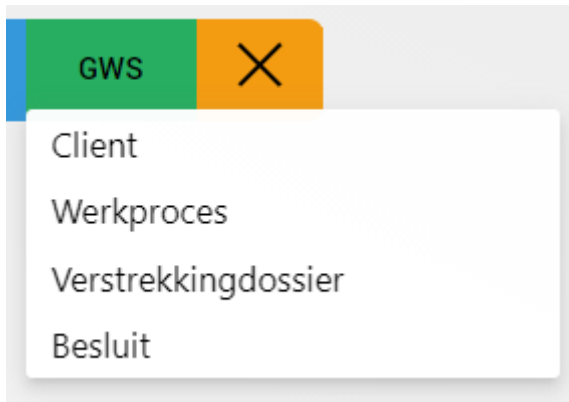 GWS
Client
Werkproces
Verstrekkingdossier
Besluit